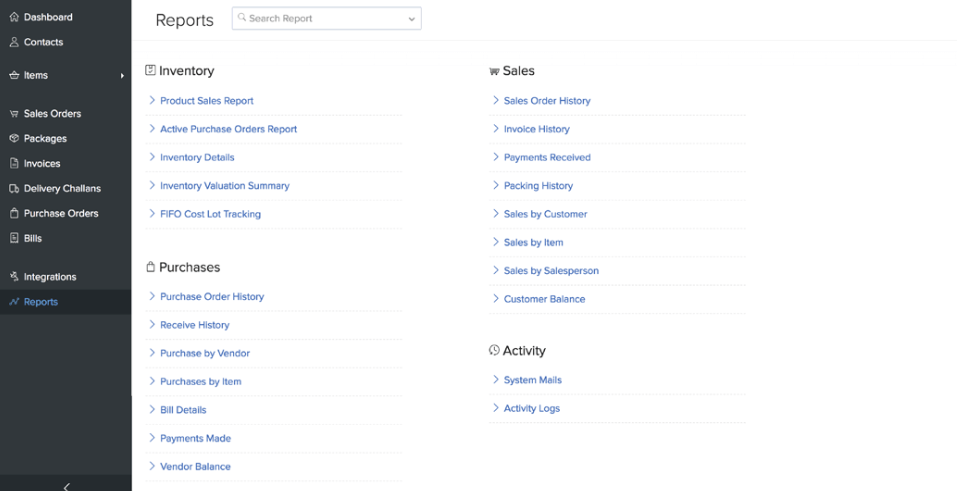 Dashboard
Contacts
Items
Sales Orders
Packages
Invoices
Delivery Challans
Purchase Orders
Bills
Integrations
Reports
Reports
Search Report
Inventory
Product Sales Report
Active Purchase Orders Report
Inventory Details
Inventory Valuation Summary
FIFO Cost Lot Tracking
Purchases
Purchase Order History
Receive History
Purchase by Vendor
Purchases by Item
Bill Details
Payments Made
Vendor Balance
Sales
Sales Order History
Invoice History
Payments Received
Packing History
Sales by Customer
Sales by Item
Sales by Salesperson
Customer Balance
Activity
System Mails
Activity Logs